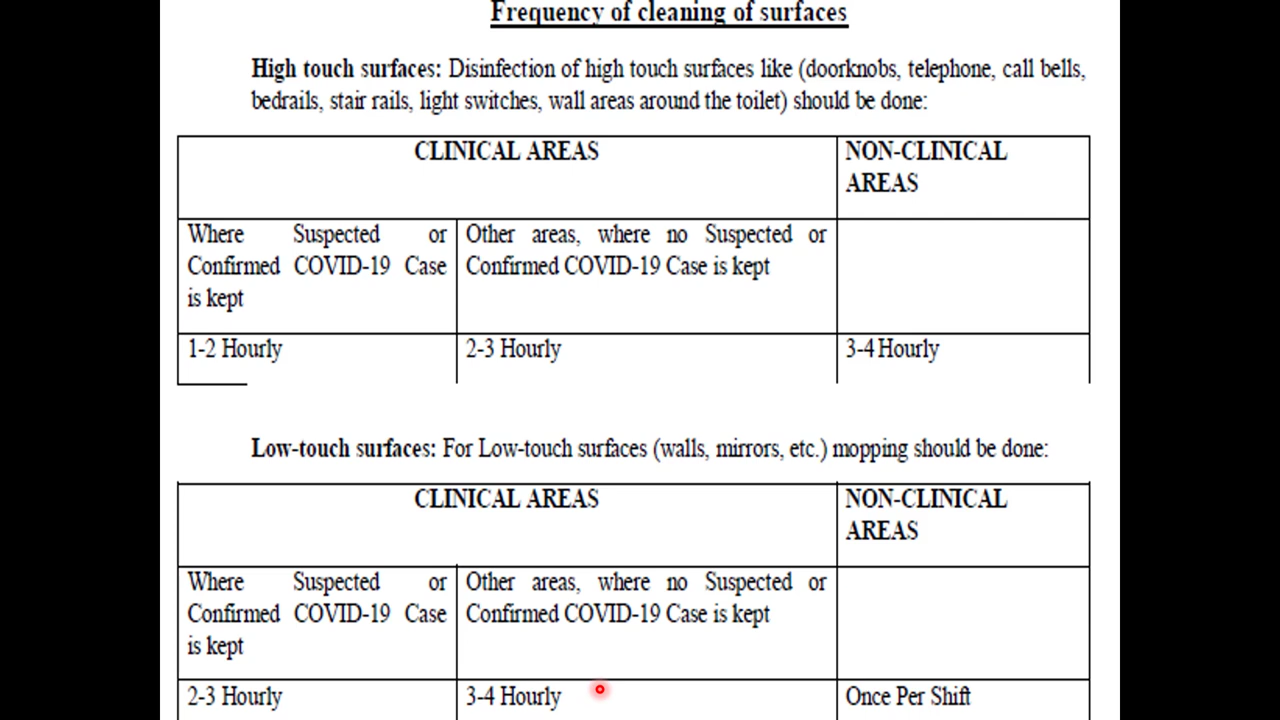 Frequency of cleaning of surfaces
High touch surfaces: Disinfection of high touch surfaces like (doorknobs, telephone, call bells,
bedrails, stair rails, light switches, wall areas around the toilet) should be done:
CLINICAL AREAS
NON-CLINICAL
AREAS
Where Suspected or
Confirmed COVID-19 Case
is kept
Other areas, where no Suspected or
Confirmed COVID-19 Case is kept
1-2 Hourly
2-3 Hourly
3-4 Hourly
Low-touch surfaces: For Low-touch surfaces (walls, mirrors, etc.) mopping should be done:
CLINICAL AREAS
NON-CLINICAL
AREAS
Where Suspected or
Confirmed COVID-19 Case
is kept
Other areas, where no Suspected or
Confirmed COVID-19 Case is kept
2-3 Hourly
3-4 Hourly
Once Per Shift